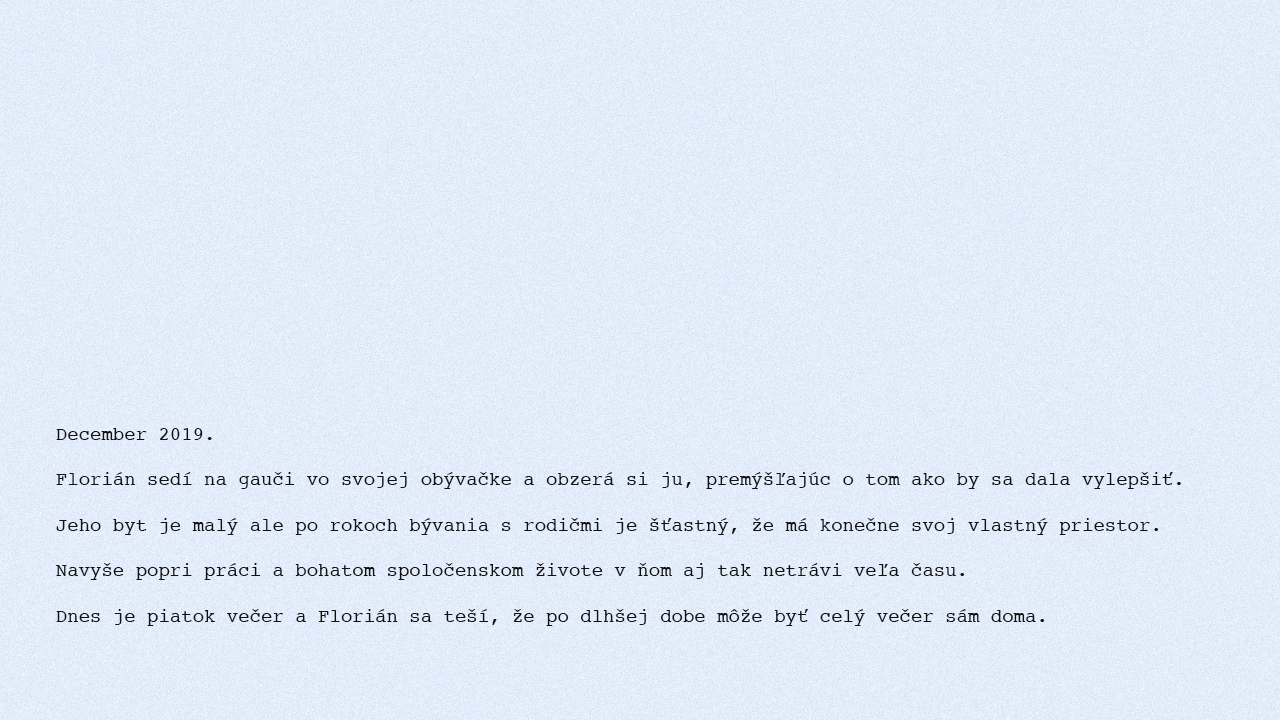 December 2019.
Florián sedí na gauči vo svojej obývačke a obzerá si ju, premýšľajúc o tom ako by sa dala vylepšiť.
Jeho byt je malý ale po rokoch bývania s rodičmi je šťastný, že má konečne svoj vlastný priestor.
Navyše popri práci a bohatom spoločenskom živote v ňom aj tak netrávi veľa času.
Dnes je piatok večer a Florián sa teší, že po dlhšej dobe môže byť celý večer sám doma.